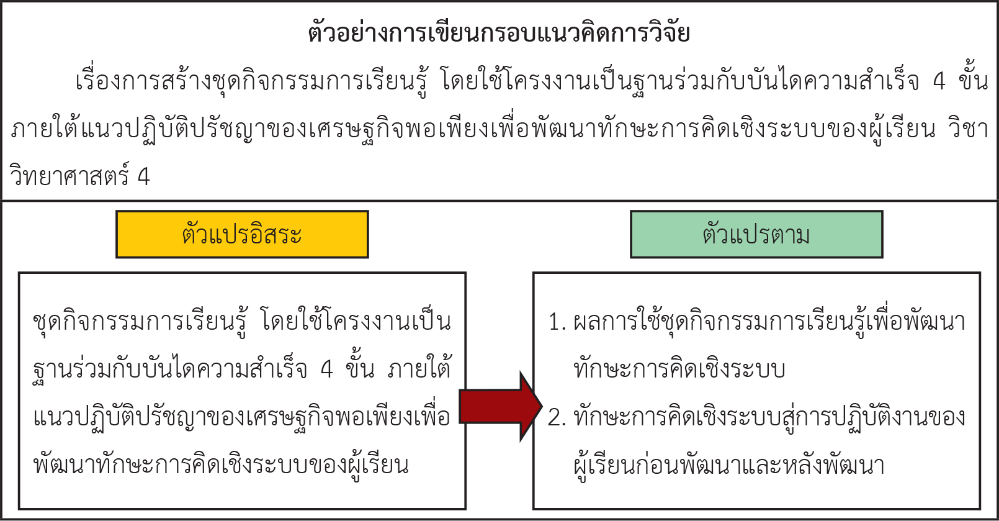 ตัวอย่างการเขียนกรอบแนวคิดการวิจัย
เรื่องการสร้างชุดกิจกรรมการเรียนรู้ โดยใช้โครงงานเป็นฐานร่วมกับบันไดความสำเร็จ 4 ขั้น
ภายใต้แนวปฏิบัติปรัชญาของเศรษฐกิจพอเพียงเพื่อพัฒนาทักษะการคิดเชิงระบบของผู้เรียน วิชา
วิทยาศาสตร์ 4
ตัวแปรอิสระ
ชุดกิจกรรมการเรียนรู้ โดยใช้โครงงานเป็น
ฐานร่วมกับบันไดความสำเร็จ 4 ขั้น ภายใต้
แนวปฏิบัติปรัชญาของเศรษฐกิจพอเพียงเพื่อ
พัฒนาทักษะการคิดเชิงระบบของผู้เรียน
ตัวแปรตาม
1. ผลการใช้ชุดกิจกรรมการเรียนรู้เพื่อพัฒนา
ทักษะการคิดเชิงระบบ
2. ทักษะการคิดเชิงระบบสู่การปฏิบัติงานของ
ผู้เรียนก่อนพัฒนาและหลังพัฒนา